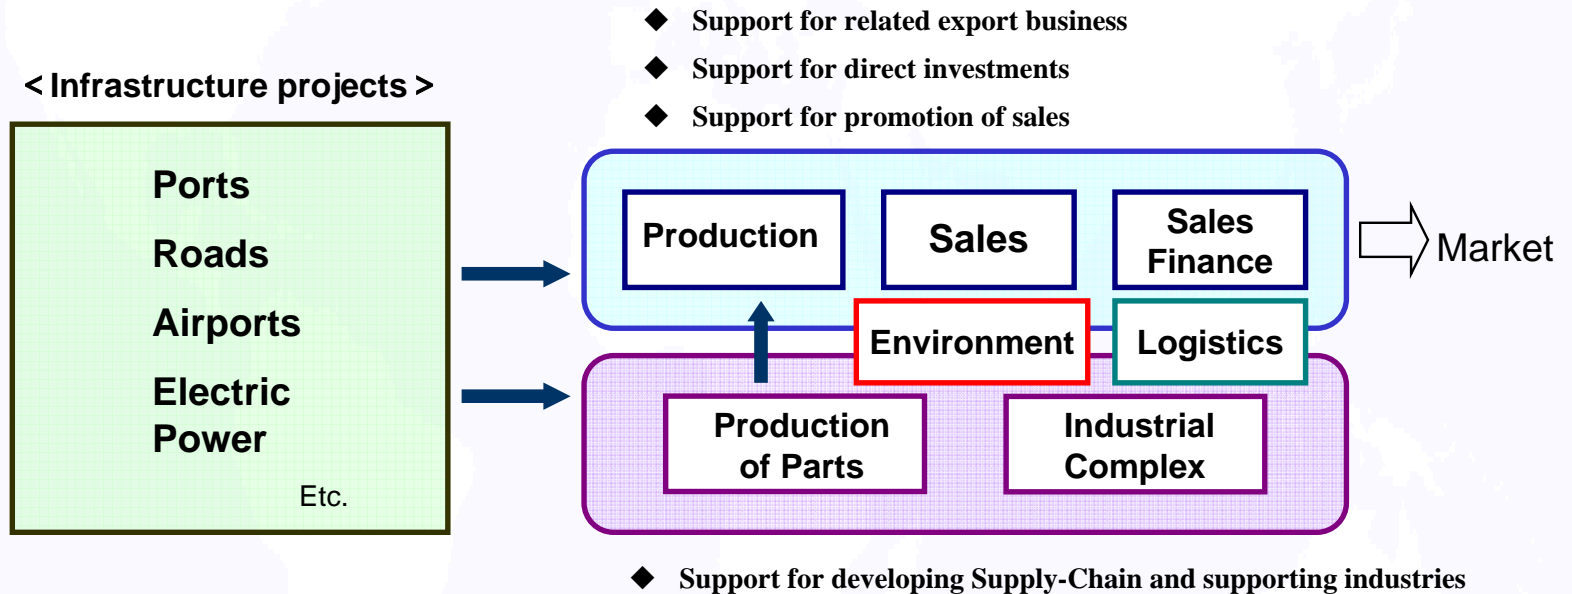 ◆ Support for related export business
◆ Support for direct investments
◆ Support for promotion of sales
<Infrastructure projects>
Ports
Roads
Airports
Electric
Power
Etc.
Production
Sales
Sales
Finance
Market
Environment
Logistics
Production
of Parts
Industrial
Complex
◆ Support for developing Supply-Chain and supporting industries